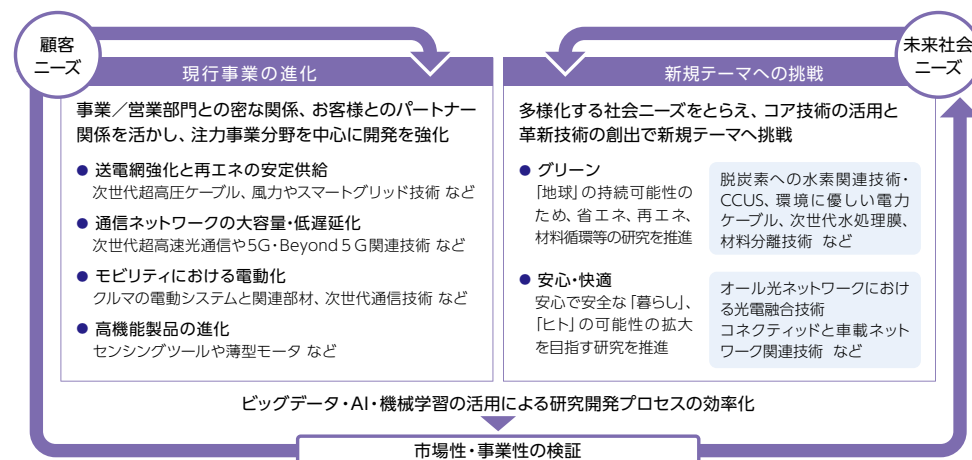 顧客
ニーズ
現行事業の進化
事業／営業部門との密な関係、お客様とのパートナー
関係を活かし、注力事業分野を中心に開発を強化
● 送電網強化と再エネの安定供給
次世代超高圧ケーブル、風力やスマートグリッド技術 など
● 通信ネットワークの大容量・低遅延化
次世代超高速光通信や5G・Beyond 5 G関連技術 など
● モビリティにおける電動化
クルマの電動システムと関連部材、次世代通信技術 など
● 高機能製品の進化
センシングツールや薄型モータ など
未来社会
ニーズ
新規テーマへの挑戦
多様化する社会ニーズをとらえ、コア技術の活用と
革新技術の創出で新規テーマへ挑戦
● グリーン
「地球」の持続可能性の
ため、省エネ、再エネ、
材料循環等の研究を推進
脱炭素への水素関連技術・
CCUS、環境に優しい電力
ケーブル、次世代水処理膜、
材料分離技術 など
● 安心・快適
安心で安全な「暮らし」、
「ヒト」の可能性の拡大
を目指す研究を推進
オール光ネットワークにおけ
る光電融合技術
コネクティッドと車載ネット
ワーク関連技術 など
ビッグデータ・AI・機械学習の活用による研究開発プロセスの効率化
市場性・事業性の検証